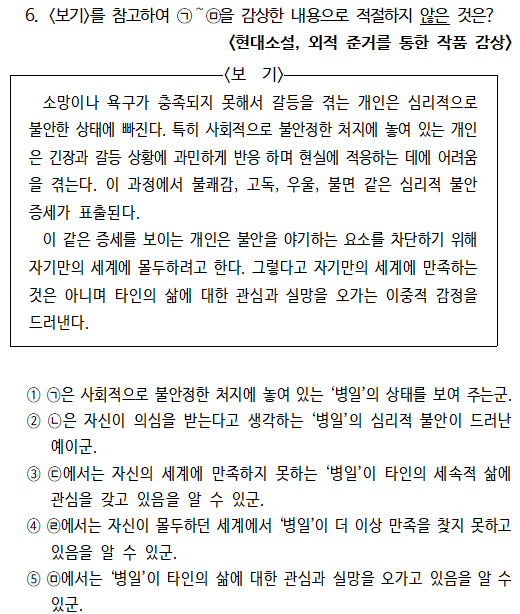 6. <보기>를 참고하여 ㉠~㉤을 감상한 내용으로 적절하지 않은 것은?
<현대소설, 외적 준거를 통한 작품 감상>
<보 기>
소망이나 욕구가 충족되지 못해서 갈등을 겪는 개인은 심리적으로
불안한 상태에 빠진다. 특히 사회적으로 불안정한 처지에 놓여 있는 개인
은 긴장과 갈등 상황에 과민하게 반응 하며 현실에 적응하는 데에 어려움
을 겪는다. 이 과정에서 불쾌감, 고독, 우울, 불면 같은 심리적 불안
증세가 표출된다.
이 같은 증세를 보이는 개인은 불안을 야기하는 요소를 차단하기 위해
자기만의 세계에 몰두하려고 한다. 그렇다고 자기만의 세계에 만족하는
것은 아니며 타인의 삶에 대한 관심과 실망을 오가는 이중적 감정을
드러낸다.
① ㉠은 사회적으로 불안정한 처지에 놓여 있는 ‘병일’의 상태를 보여 주는군.
② ㉡은 자신이 의심을 받는다고 생각하는 ‘병일’의 심리적 불안이 드러난
예이군.
③ ㉢에서는 자신의 세계에 만족하지 못하는 ‘병일’이 타인의 세속적 삶에
관심을 갖고 있음을 알 수 있군.
④ ㉣에서는 자신이 몰두하던 세계에서 ‘병일’이 더 이상 만족을 찾지 못하고
있음을 알 수 있군.
⑤ ㉤에서는 ‘병일’이 타인의 삶에 대한 관심과 실망을 오가고 있음을 알 수
있군.